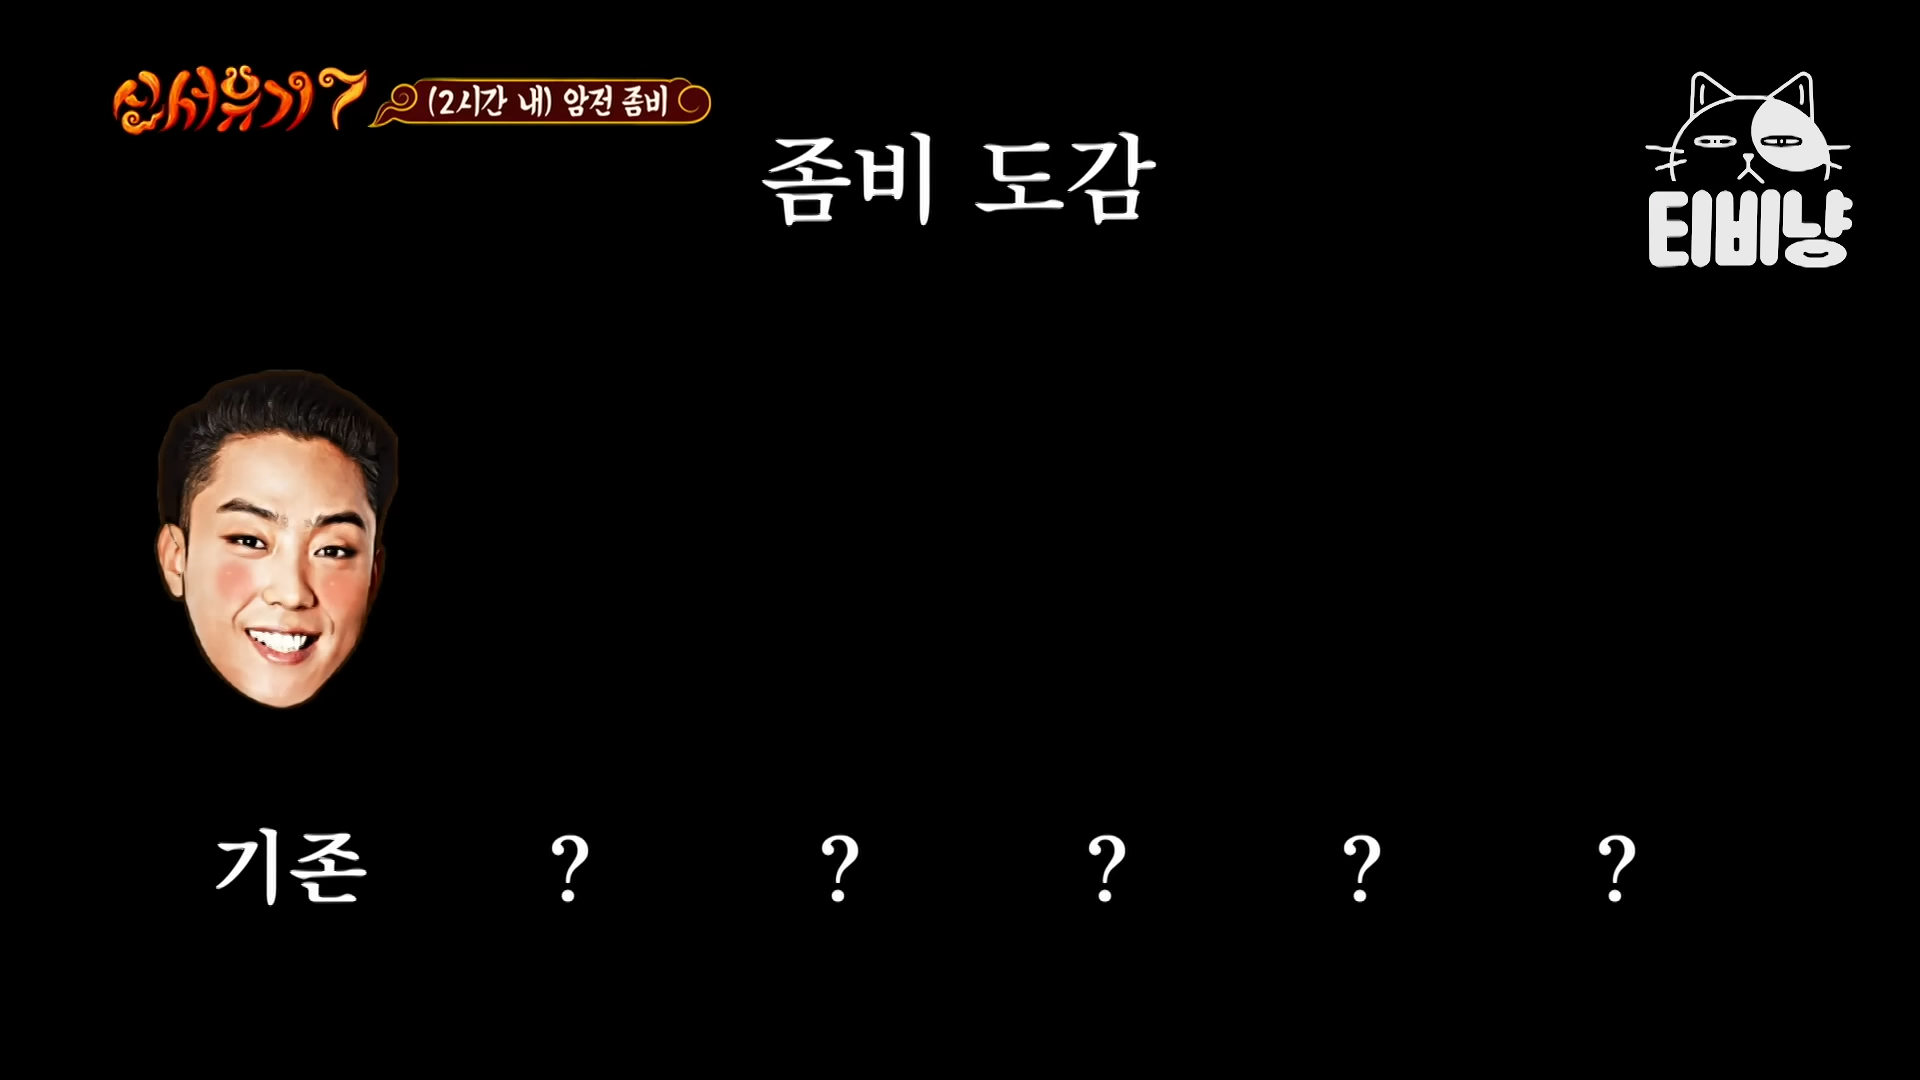 신서유기7
(2시간 내) 암전 좀비
좀비 도감
티비냥
기존 ? ? ? ? ?